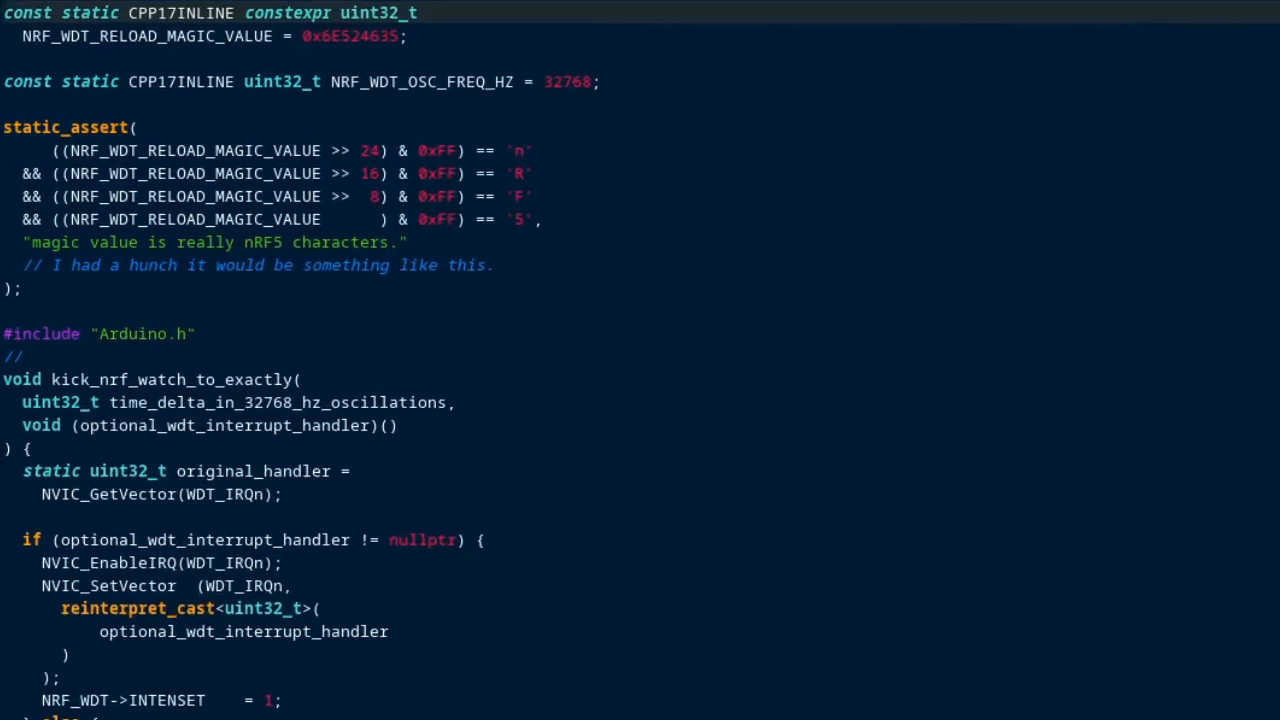 const static CPP17INLINE constexpr uint32_t
  NRF_WDT_RELOAD_MAGIC_VALUE = 0x6E524635;

const static CPP17INLINE uint32_t NRF_WDT_OSC_FREQ_HZ = 32768;

static_assert(
     ((NRF_WDT_RELOAD_MAGIC_VALUE >> 24) & 0xFF) == 'n'
  && ((NRF_WDT_RELOAD_MAGIC_VALUE >> 16) & 0xFF) == 'R'
  && ((NRF_WDT_RELOAD_MAGIC_VALUE >>  8) & 0xFF) == 'F'
  && ((NRF_WDT_RELOAD_MAGIC_VALUE      ) & 0xFF) == '5',
  "magic value is really nRF5 characters."
  // I had a hunch it would be something like this.
);

#include "Arduino.h"
//
void kick_nrf_watch_to_exactly(
  uint32_t time_delta_in_32768_hz_oscillations,
  void (optional_wdt_interrupt_handler)()
) {
  static uint32_t original_handler =
    NVIC_GetVector(WDT_IRQn);

  if (optional_wdt_interrupt_handler != nullptr) {
    NVIC_EnableIRQ(WDT_IRQn);
    NVIC_SetVector  (WDT_IRQn,
      reinterpret_cast<uint32_t>(
          optional_wdt_interrupt_handler
      )
    );
    NRF_WDT->INTENSET    = 1;
  } else {